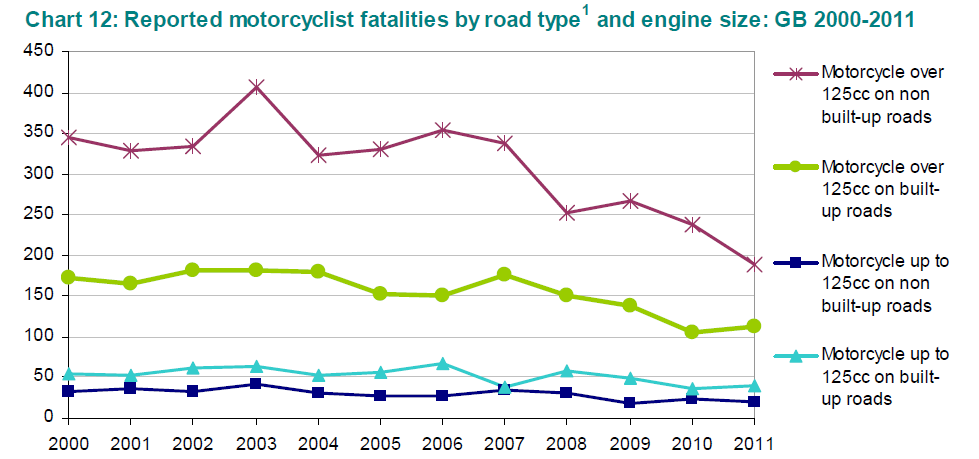 Chart 12: Reported motorcyclist fatalities by road type1 and engine size: GB 2000-2011
450
400
350
300
250
200
150
100
50
0
2000 2001 2002 2003 2004 2005 2006 2007 2008 2009 2010 2011
Motorcycle over
125cc on non
built-up roads
Motorcycle over
125cc on built-
up roads
Motorcycle up to
125cc on non
built-up roads
Motorcycle up to
125cc on built-
up roads